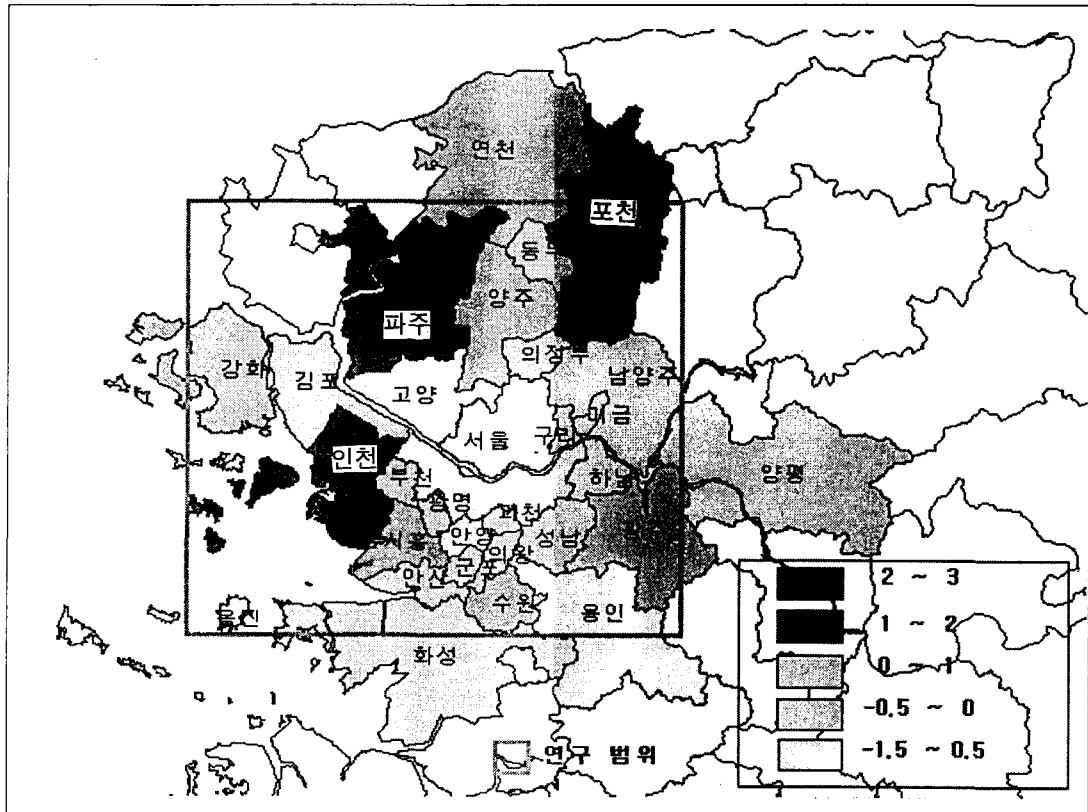 연천
포천
양주
파주
의정부
강화
김포
고양
남양주
미금
서울
구리
인천
양평
부천
하남
광명
과천
시흥
안양
성남
의왕
군포
안산
수원
용인
옹진
화성
연구 범위
2 ~ 3
1 ~ 2
0 ~ 1
-0.5 ~ 0
-1.5 ~ 0.5